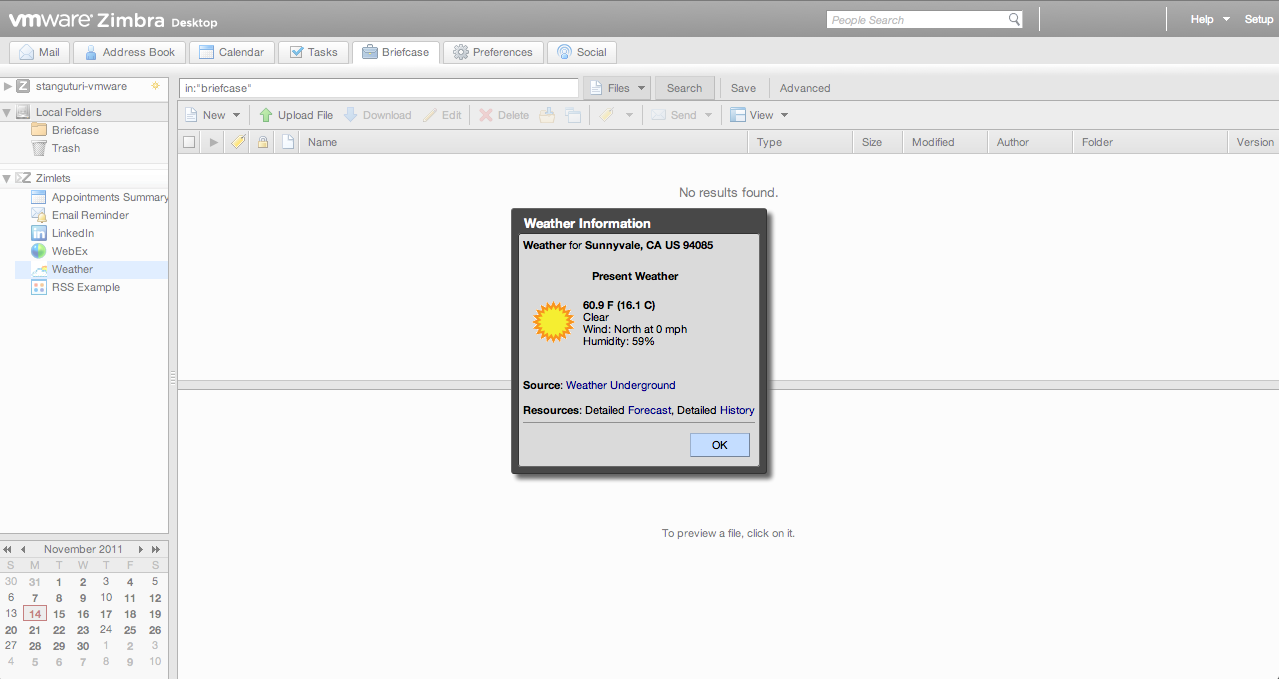 vmware Zimbra Desktop
People Search
Help
Setup
Mail
Address Book
Calendar
Tasks
Briefcase
Preferences
Social
stanguturi-vmware
Local Folders
Briefcase
Trash
Zimlets
Appointments Summary
Email Reminder
LinkedIn
WebEx
Weather
RSS Example
in:"briefcase"
Files
Search
Save
Advanced
New
Upload File
Download
Edit
Delete
Send
View
Name
Type
Size
Modified
Author
Folder
Version
No results found.
Weather Information
Weather for Sunnyvale, CA US 94085
Present Weather
60.9 F (16.1 C)
Clear
Wind: North at 0 mph
Humidity: 59%
Source: Weather Underground
Resources: Detailed Forecast, Detailed History
OK
To preview a file, click on it.
November 2011
S M T W T F S
30 31 1 2 3 4 5
6 7 8 9 10 11 12
13 14 15 16 17 18 19
20 21 22 23 24 25 26
27 28 29 30 1 2 3
4 5 6 7 8 9 10